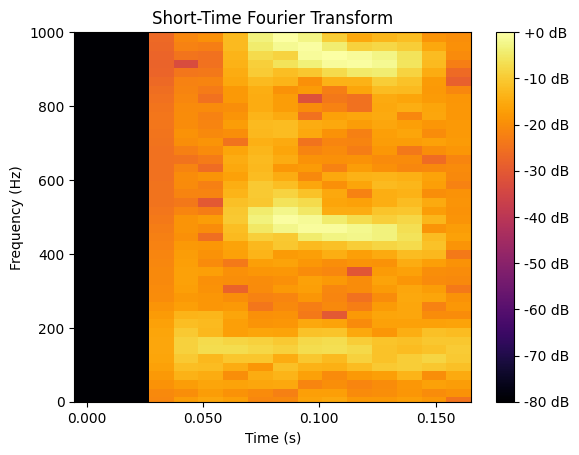 Short-Time Fourier Transform
Frequency (Hz)
1000
800
600
400
200
0
0.000
0.050
0.100
0.150
Time (s)
+0 dB
-10 dB
-20 dB
-30 dB
-40 dB
-50 dB
-60 dB
-70 dB
-80 dB